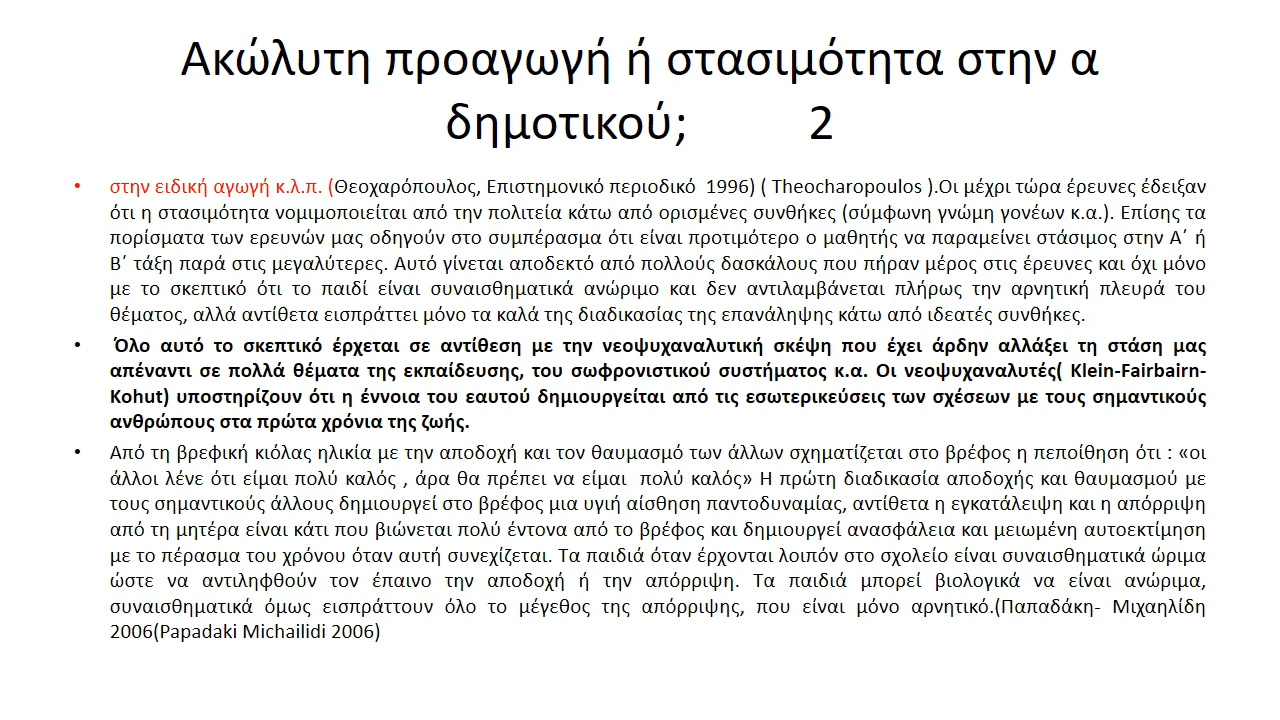 Ακώλυτη προαγωγή ή στασιμότητα στην α
δημοτικού; 2
• στην ειδική αγωγή κ.λ.π. (Θεοχαρόπουλος, Επιστημονικό περιοδικό 1996) ( Theocharopoulos ).Οι μέχρι τώρα έρευνες έδειξαν
ότι η στασιμότητα νομιμοποιείται από την πολιτεία κάτω από ορισμένες συνθήκες (σύμφωνη γνώμη γονέων κ.α.). Επίσης τα
πορίσματα των ερευνών μας οδηγούν στο συμπέρασμα ότι είναι προτιμότερο ο μαθητής να παραμείνει στάσιμος στην Α΄ ή
Β΄ τάξη παρά στις μεγαλύτερες. Αυτό γίνεται αποδεκτό από πολλούς δασκάλους που πήραν μέρος στις έρευνες και όχι μόνο
με το σκεπτικό ότι το παιδί είναι συναισθηματικά ανώριμο και δεν αντιλαμβάνεται πλήρως την αρνητική πλευρά του
θέματος, αλλά αντίθετα εισπράττει μόνο τα καλά της διαδικασίας της επανάληψης κάτω από ιδεατές συνθήκες.
• Όλο αυτό το σκεπτικό έρχεται σε αντίθεση με την νεοψυχαναλυτική σκέψη που έχει άρδην αλλάξει τη στάση μας
απέναντι σε πολλά θέματα της εκπαίδευσης, του σωφρονιστικού συστήματος κ.α. Οι νεοψυχαναλυτές( Klein-Fairbairn-
Kohut) υποστηρίζουν ότι η έννοια του εαυτού δημιουργείται από τις εσωτερικεύσεις των σχέσεων με τους σημαντικούς
ανθρώπους στα πρώτα χρόνια της ζωής.
• Από τη βρεφική κιόλας ηλικία με την αποδοχή και τον θαυμασμό των άλλων σχηματίζεται στο βρέφος η πεποίθηση ότι : «οι
άλλοι λένε ότι είμαι πολύ καλός , άρα θα πρέπει να είμαι πολύ καλός» Η πρώτη διαδικασία αποδοχής και θαυμασμού με
τους σημαντικούς άλλους δημιουργεί στο βρέφος μια υγιή αίσθηση παντοδυναμίας, αντίθετα η εγκατάλειψη και η απόρριψη
από τη μητέρα είναι κάτι που βιώνεται πολύ έντονα από το βρέφος και δημιουργεί ανασφάλεια και μειωμένη αυτοεκτίμηση
με το πέρασμα του χρόνου όταν αυτή συνεχίζεται. Τα παιδιά όταν έρχονται λοιπόν στο σχολείο είναι συναισθηματικά ώριμα
ώστε να αντιληφθούν τον έπαινο την αποδοχή ή την απόρριψη. Τα παιδιά μπορεί βιολογικά να είναι ανώριμα,
συναισθηματικά όμως εισπράττουν όλο το μέγεθος της απόρριψης, που είναι μόνο αρνητικό.(Παπαδάκη- Μιχαηλίδη
2006(Papadaki Michailidi 2006)